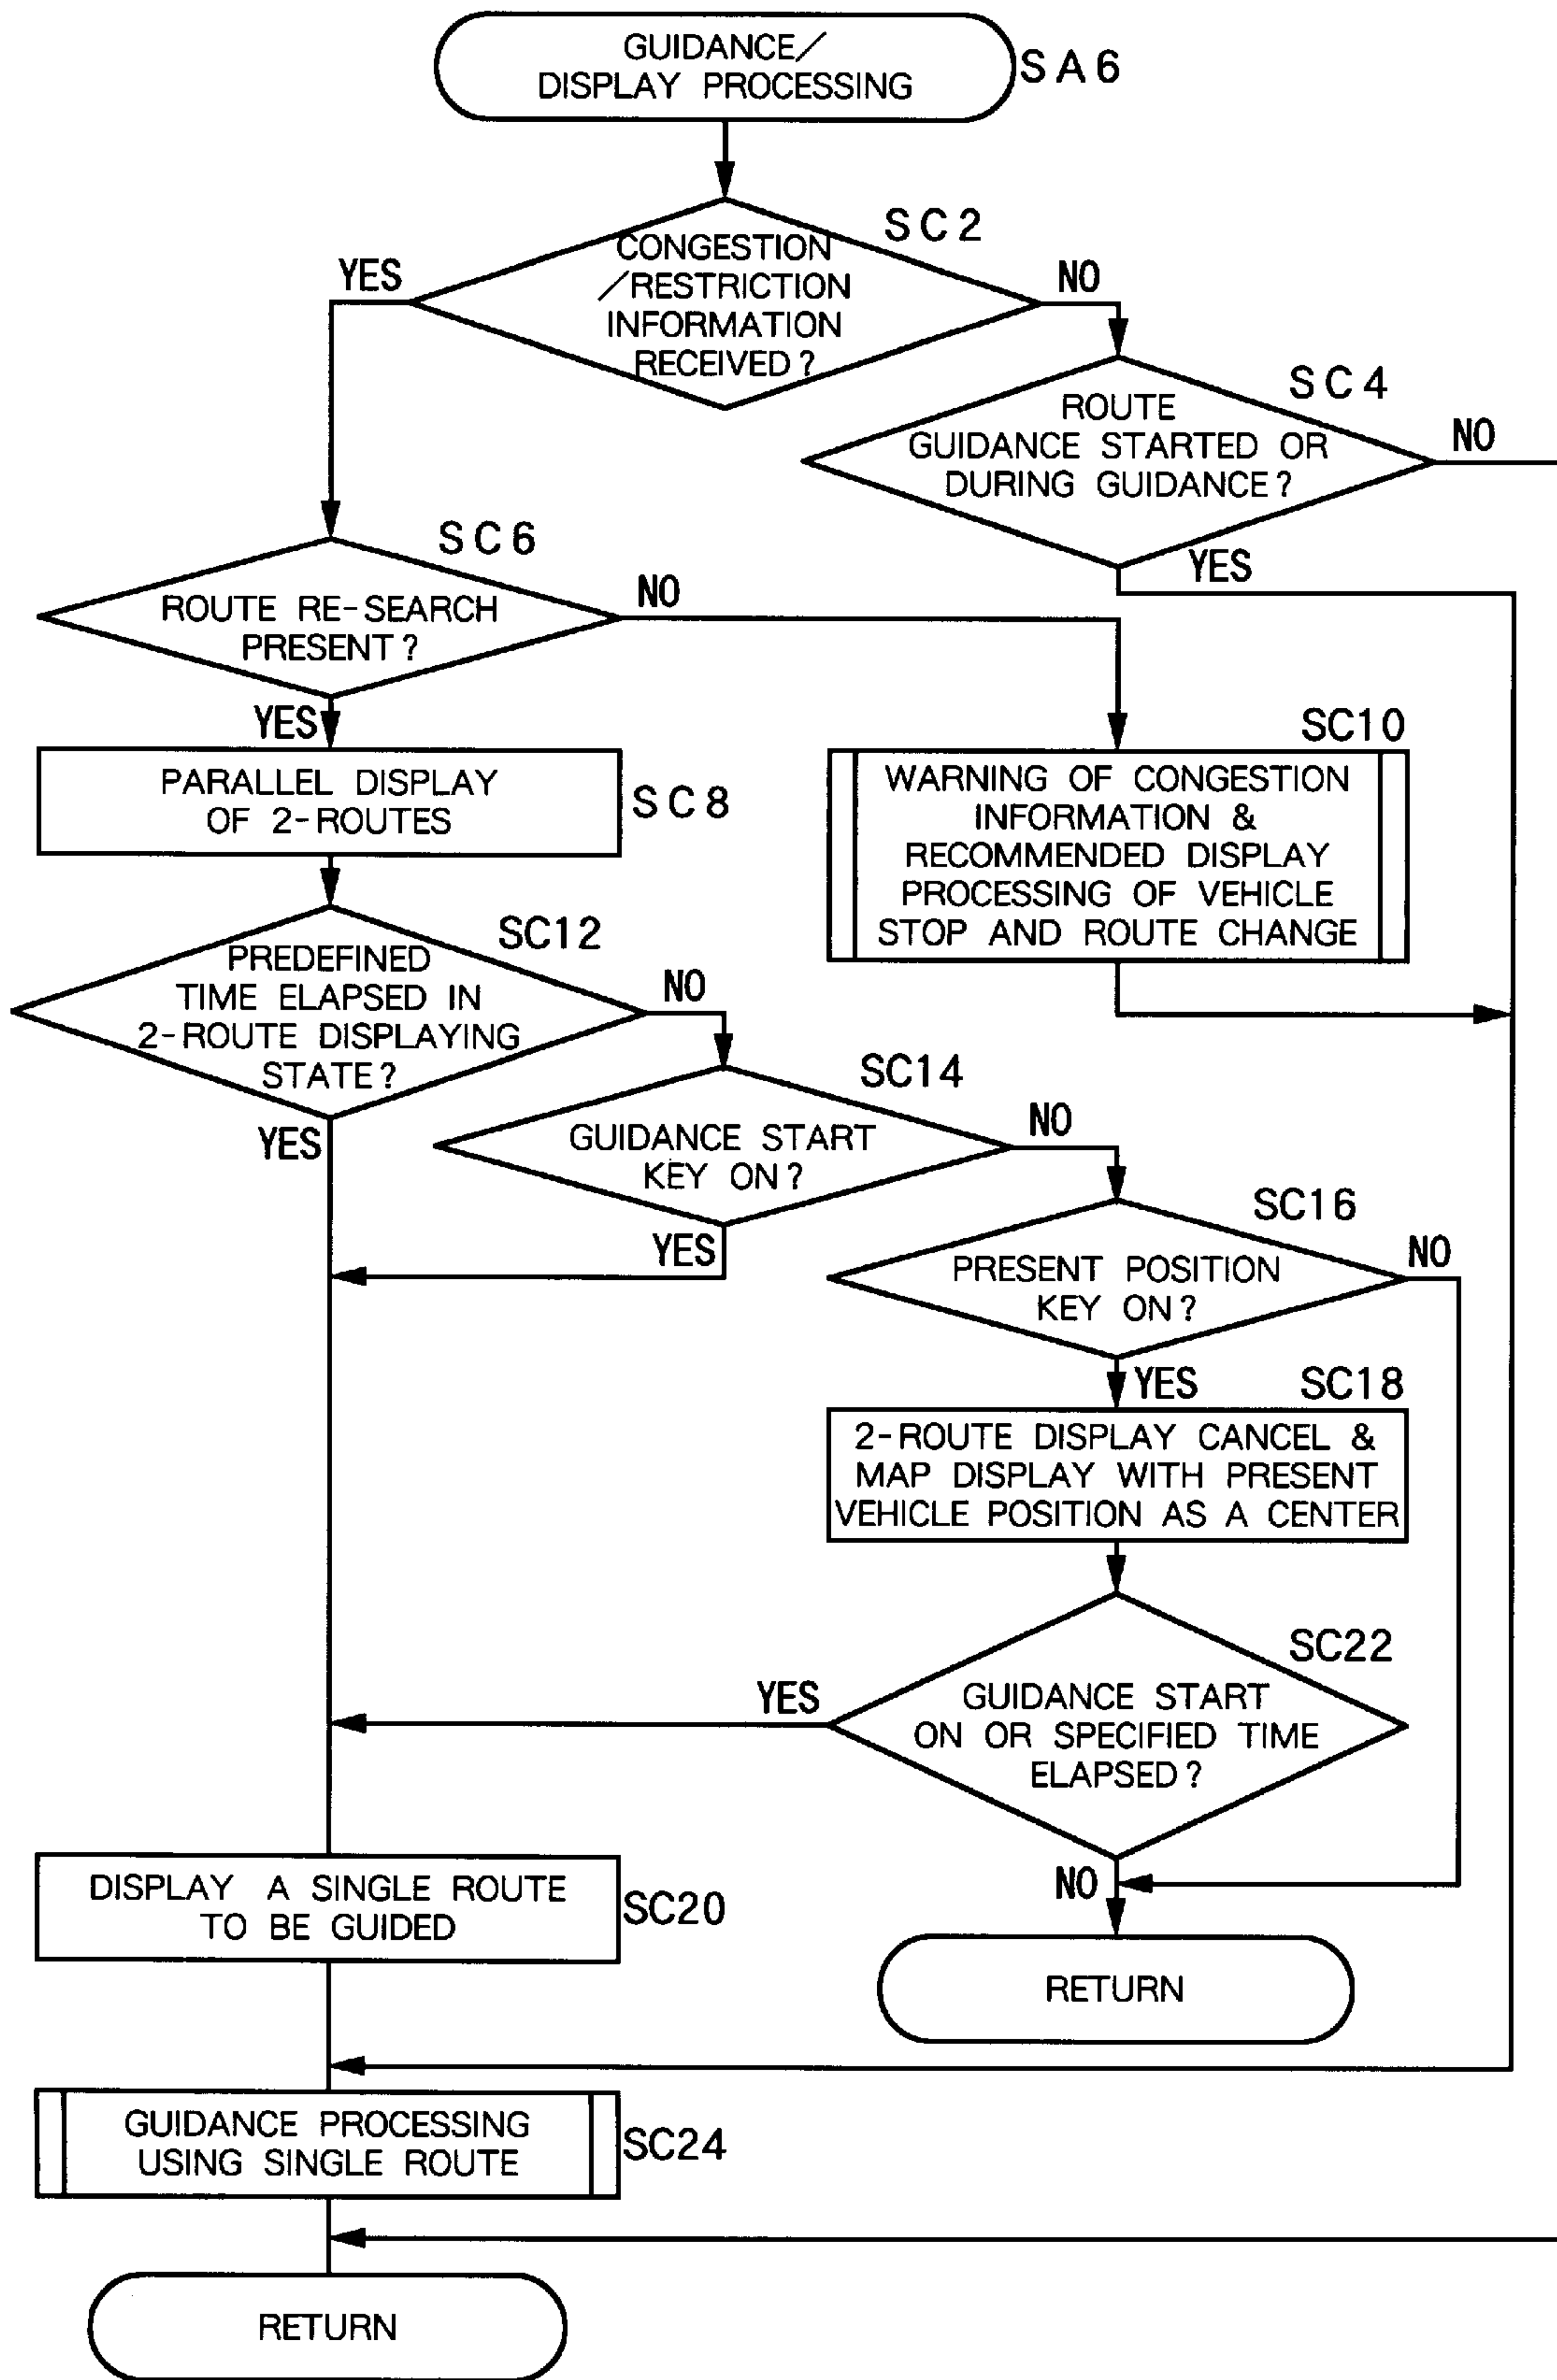 GUIDANCE/
DISPLAY PROCESSING
SA6
SC2
CONGESTION
/RESTRICTION
INFORMATION
RECEIVED?
YES
NO
SC4
ROUTE
GUIDANCE STARTED OR
DURING GUIDANCE?
NO
YES
SC6
ROUTE RE-SEARCH
PRESENT?
NO
YES
PARALLEL DISPLAY
OF 2-ROUTES
SC8
SC10
WARNING OF CONGESTION
INFORMATION &
RECOMMENDED DISPLAY
PROCESSING OF VEHICLE
STOP AND ROUTE CHANGE
SC12
PREDEFINED
TIME ELAPSED IN
2-ROUTE DISPLAYING
STATE?
NO
YES
SC14
GUIDANCE START
KEY ON?
NO
YES
SC16
PRESENT POSITION
KEY ON?
NO
YES
SC18
2-ROUTE DISPLAY CANCEL &
MAP DISPLAY WITH PRESENT
VEHICLE POSITION AS A CENTER
SC22
GUIDANCE START
ON OR SPECIFIED TIME
ELAPSED?
YES
NO
DISPLAY A SINGLE ROUTE
TO BE GUIDED
SC20
RETURN
GUIDANCE PROCESSING
USING SINGLE ROUTE
SC24
RETURN